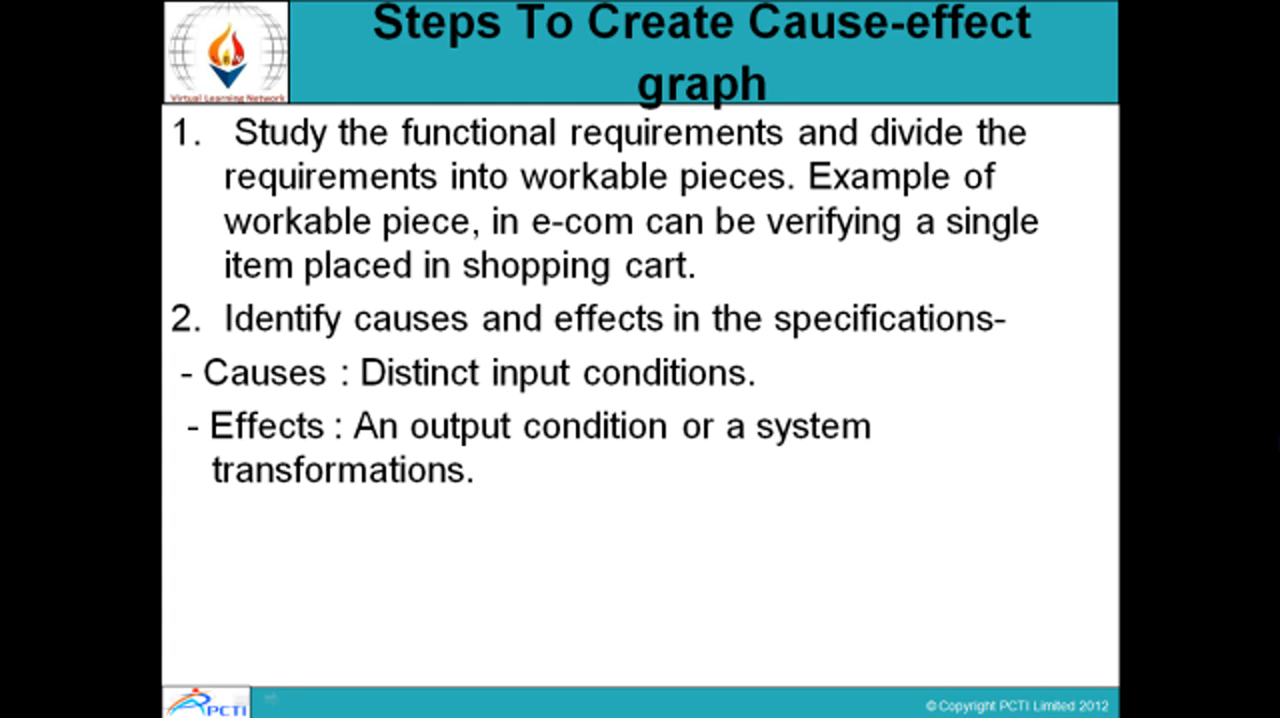 Steps To Create Cause-effect
graph
Virtual Learning Network
1. Study the functional requirements and divide the
requirements into workable pieces. Example of
workable piece, in e-com can be verifying a single
item placed in shopping cart.
2. Identify causes and effects in the specifications-
- Causes : Distinct input conditions.
- Effects : An output condition or a system
transformations.
PCTI
© Copyright PCTI Limited 2012